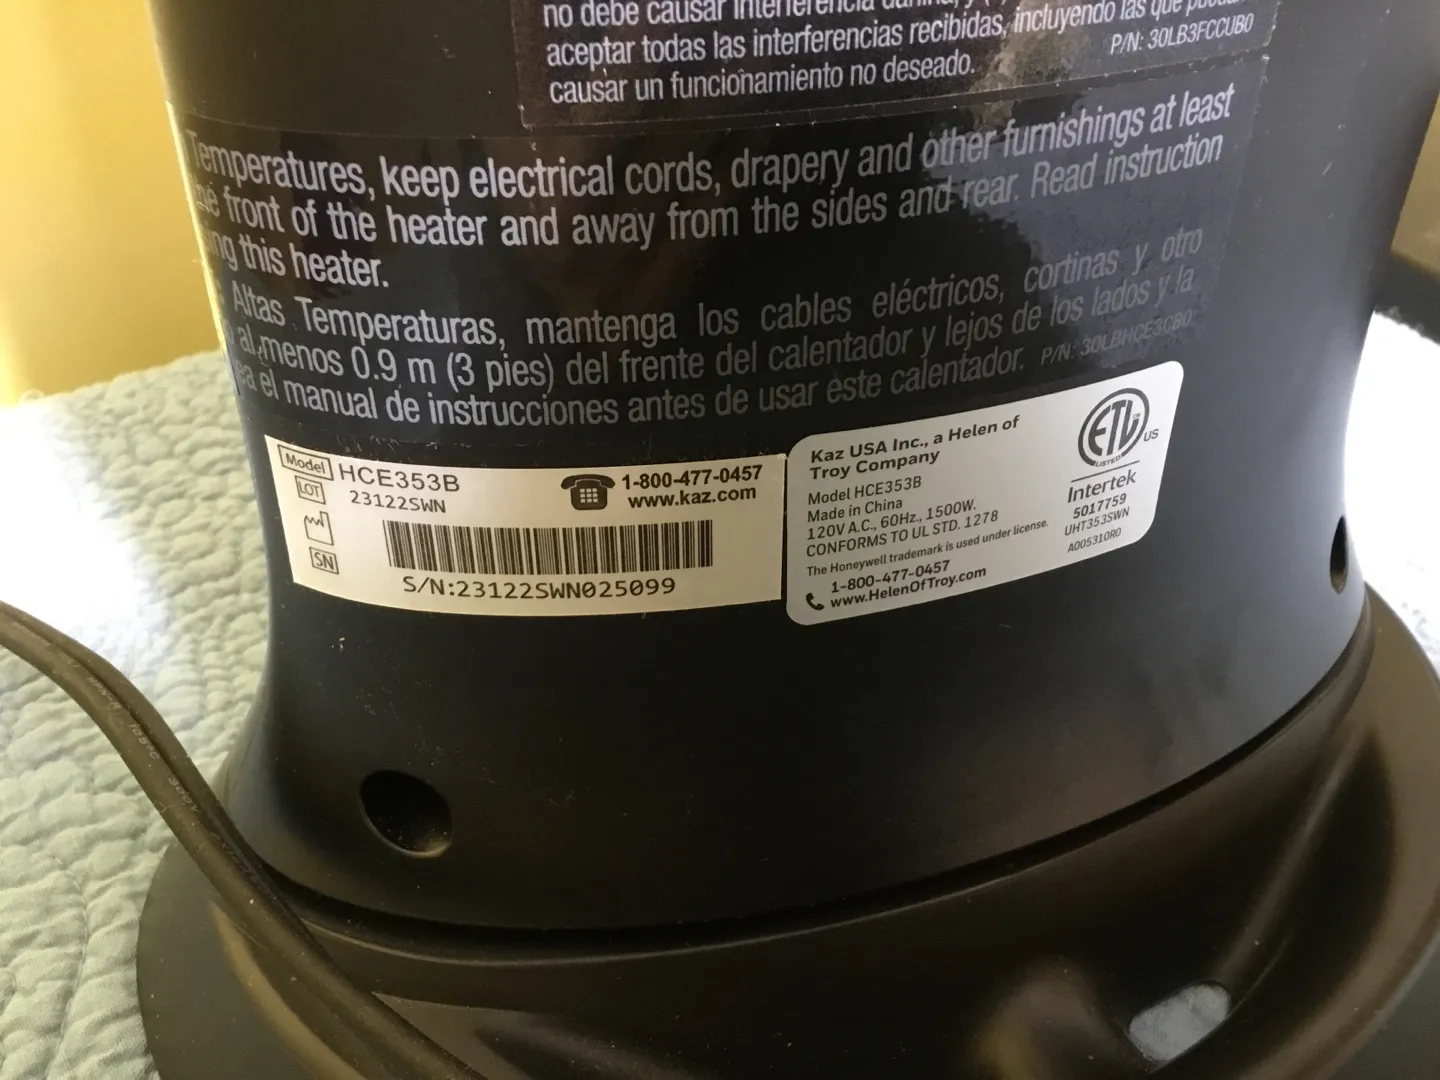 no debe causar interferencia dañina, y
aceptar todas las interferencias recibidas, incluyendo las que
causar un funcionamiento no deseado.
P/N: 30LB3FCCUB0
Temperatures, keep electrical cords, drapery and other furnishings at least
front of the heater and away from the sides and rear. Read instruction
this heater.
Altas Temperaturas, mantenga los cables eléctricos, cortinas y otro
al menos 0.9 m (3 pies) del frente del calentador y lejos de los lados y la
el manual de instrucciones antes de usar este calentador. P/N: 30LBHCE3CB0
Model HCE353B
LOT 23122SWN
1-800-477-0457
www.kaz.com
SN
S/N:23122SWN025099
Kaz USA Inc., a Helen of
Troy Company
Model HCE353B
Made in China
120V A.C., 60Hz., 1500W.
CONFORMS TO UL STD. 1278
The Honeywell trademark is used under license.
1-800-477-0457
www.HelenOfTroy.com
ETL
LISTED
US
Intertek
5017759
UHT353SWN
A005310R0
105°C 300V